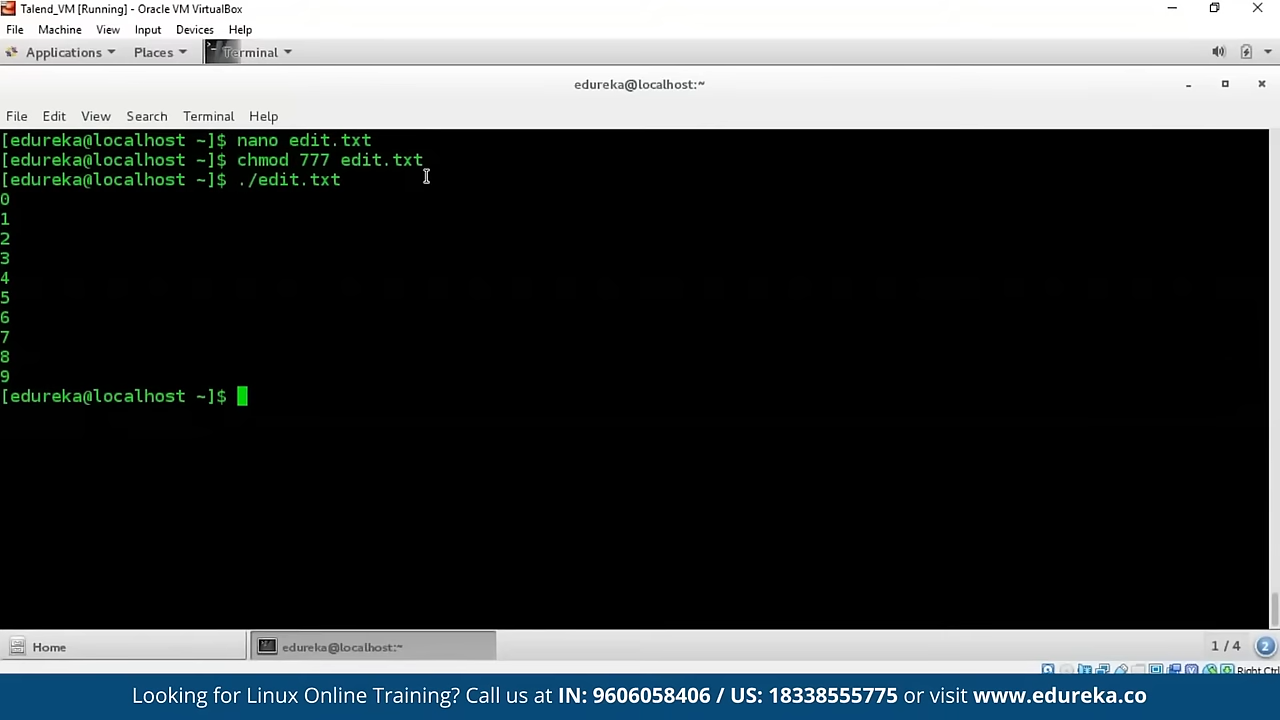 Talend_VM [Running] - Oracle VM VirtualBox
File Machine View Input Devices Help
Applications Places Terminal
edureka@localhost:~
File Edit View Search Terminal Help
[edureka@localhost ~]$ nano edit.txt
[edureka@localhost ~]$ chmod 777 edit.txt
[edureka@localhost ~]$ ./edit.txt
0
1
2
3
4
5
6
7
8
9
[edureka@localhost ~]$
Home edureka@localhost:~ 1 / 4 2
Right Ctrl
Looking for Linux Online Training? Call us at IN: 9606058406 / US: 18338555775 or visit www.edureka.co